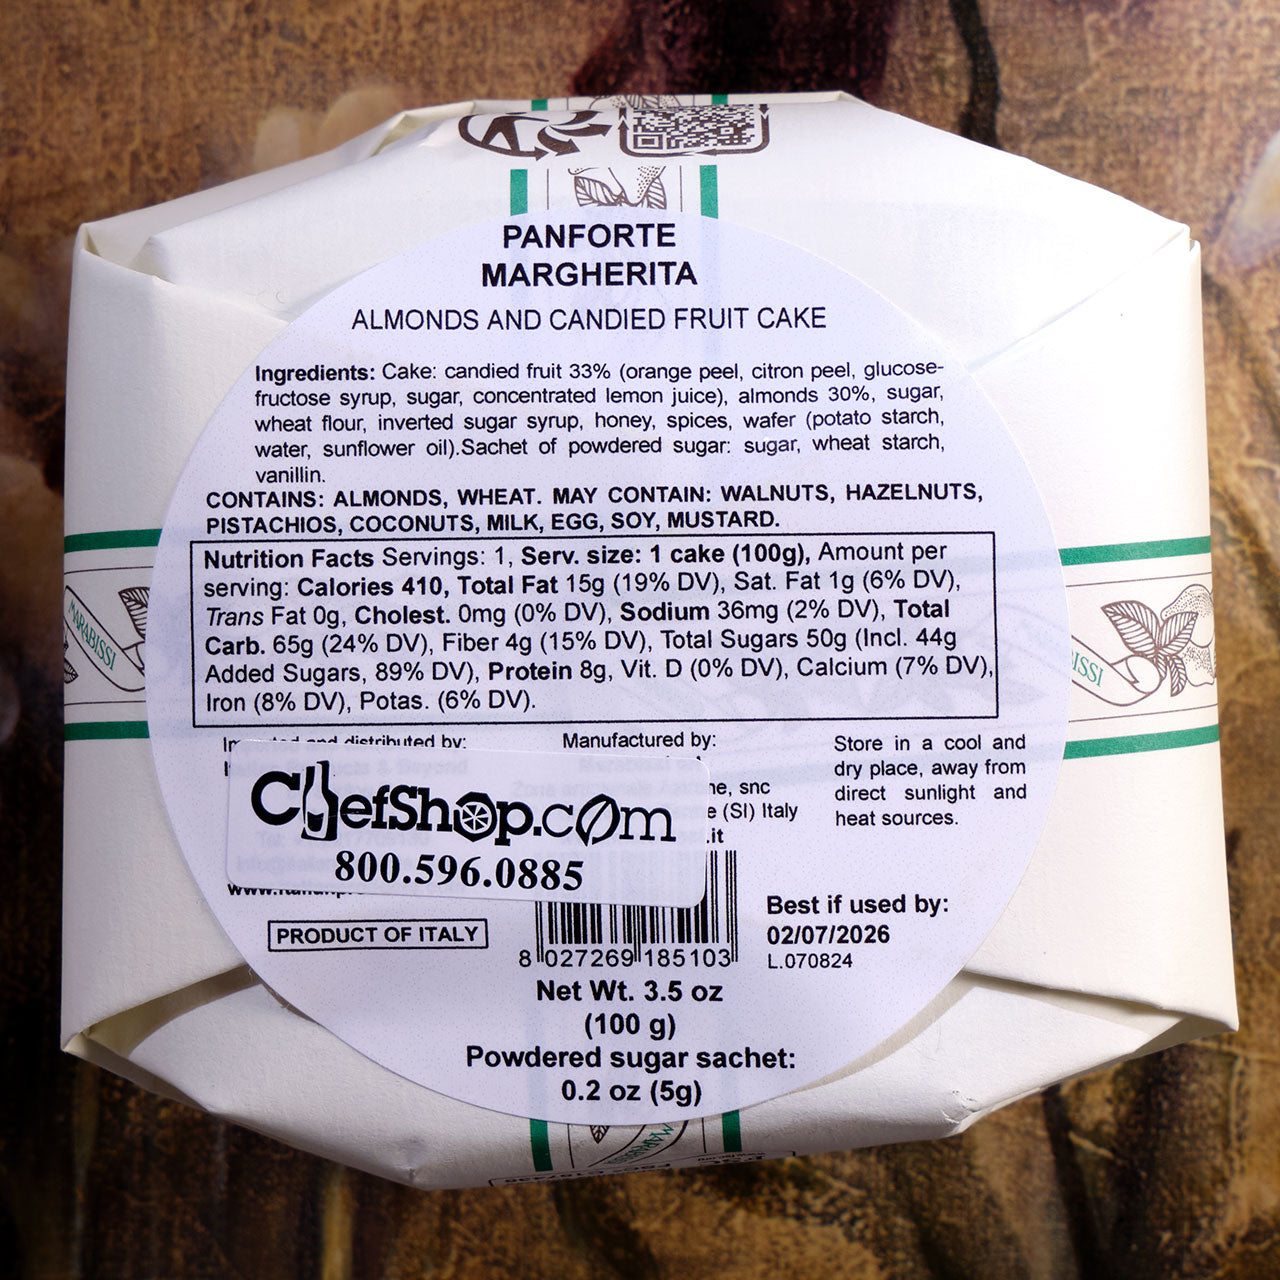 PANFORTE
MARGHERITA
ALMONDS AND CANDIED FRUIT CAKE
Ingredients: Cake: candied fruit 33% (orange peel, citron peel, glucose-
fructose syrup, sugar, concentrated lemon juice), almonds 30%, sugar,
wheat flour, inverted sugar syrup, honey, spices, wafer (potato starch,
water, sunflower oil).Sachet of powdered sugar: sugar, wheat starch,
vanillin.
CONTAINS: ALMONDS, WHEAT. MAY CONTAIN: WALNUTS, HAZELNUTS,
PISTACHIOS, COCONUTS, MILK, EGG, SOY, MUSTARD.
Nutrition Facts Servings: 1, Serv. size: 1 cake (100g), Amount per
serving: Calories 410, Total Fat 15g (19% DV), Sat. Fat 1g (6% DV),
Trans Fat 0g, Cholest. 0mg (0% DV), Sodium 36mg (2% DV), Total
Carb. 65g (24% DV), Fiber 4g (15% DV), Total Sugars 50g (Incl. 44g
Added Sugars, 89% DV), Protein 8g, Vit. D (0% DV), Calcium (7% DV),
Iron (8% DV), Potas. (6% DV).
MARABISSI
and distributed by:
Manufactured by:
snc
(SI) Italy
.it
Store in a cool and
dry place, away from
direct sunlight and
heat sources.
ChefShop.com
800.596.0885
PRODUCT OF ITALY
8 027269 185103
Best if used by:
02/07/2026
L.070824
Net Wt. 3.5 oz
(100 g)
Powdered sugar sachet:
0.2 oz (5g)
MARABISSI